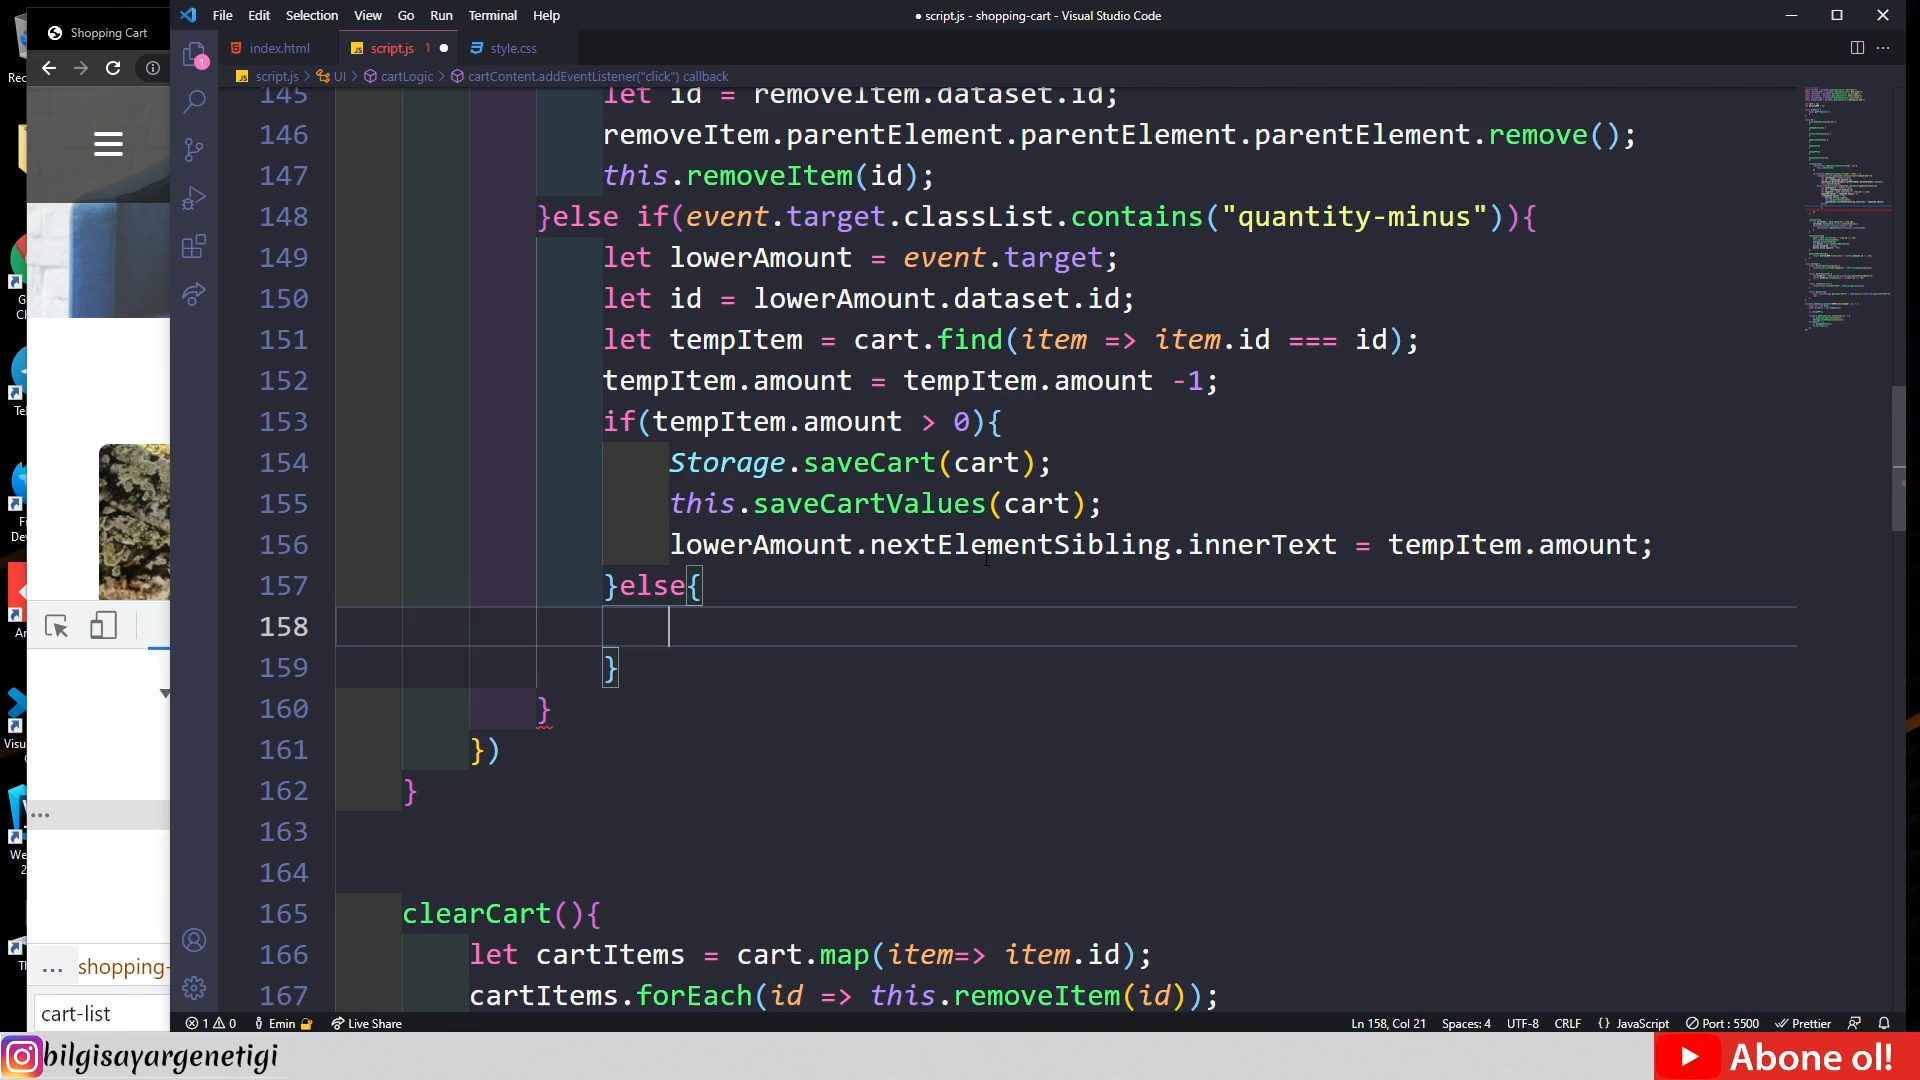 File Edit Selection View Go Run Terminal Help
● script.js - shopping-cart - Visual Studio Code
Shopping Cart
index.html
JS script.js 1 ●
style.css
JS script.js > UI > cartLogic > cartContent.addEventListener("click") callback
1
145 let id = removeItem.dataset.id;
146 removeItem.parentElement.parentElement.parentElement.remove();
147 this.removeItem(id);
148 }else if(event.target.classList.contains("quantity-minus")){
149 let lowerAmount = event.target;
150 let id = lowerAmount.dataset.id;
151 let tempItem = cart.find(item => item.id === id);
152 tempItem.amount = tempItem.amount -1;
153 if(tempItem.amount > 0){
154 Storage.saveCart(cart);
155 this.saveCartValues(cart);
156 lowerAmount.nextElementSibling.innerText = tempItem.amount;
157 }else{
158
159 }
160 }
161 })
162 }
163
164
165 clearCart(){
166 let cartItems = cart.map(item=> item.id);
167 cartItems.forEach(id => this.removeItem(id));
... shopping-
cart-list
1 0 Emin Live Share
Ln 158, Col 21 Spaces: 4 UTF-8 CRLF {} JavaScript Port : 5500 Prettier
bilgisayargenetigi
Abone ol!